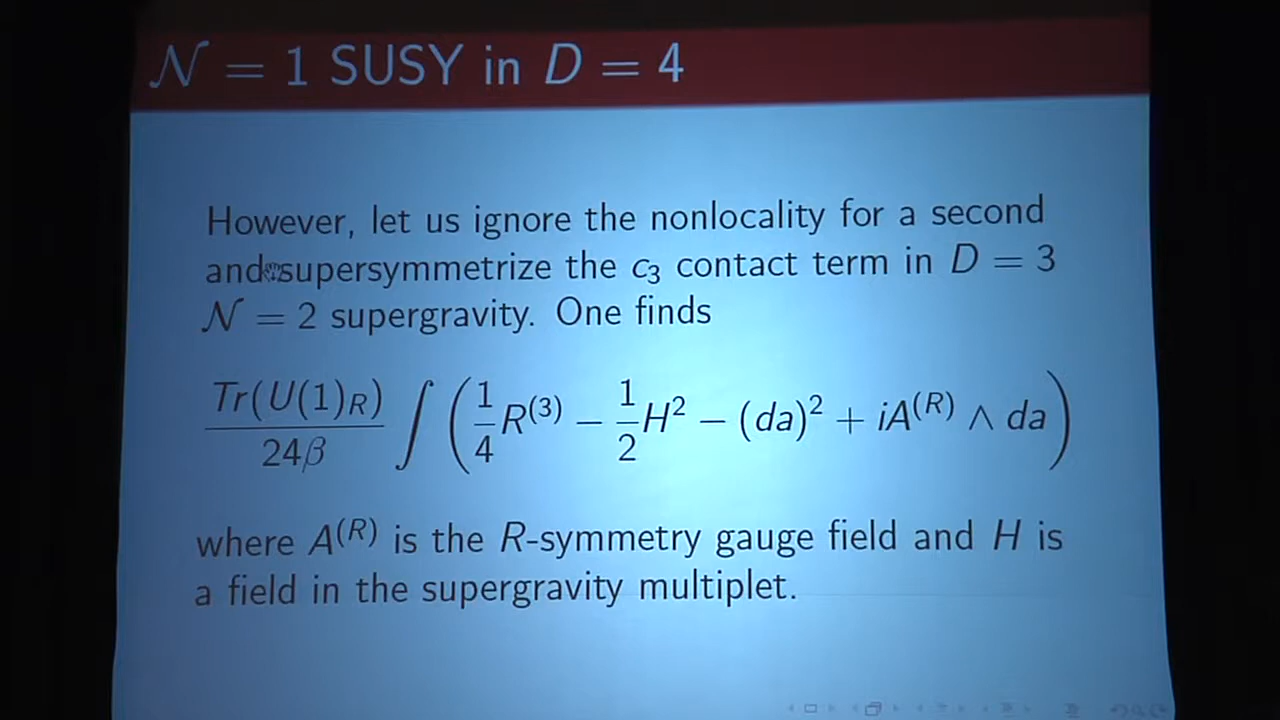 𝒩 = 1 SUSY in D = 4
However, let us ignore the nonlocality for a second
and supersymmetrize the c₃ contact term in D = 3
𝒩 = 2 supergravity. One finds
Tr(U(1)_R)/24β ∫ (1/4 R^(3) − 1/2 H² − (da)² + iA^(R) ∧ da)
where A^(R) is the R-symmetry gauge field and H is
a field in the supergravity multiplet.